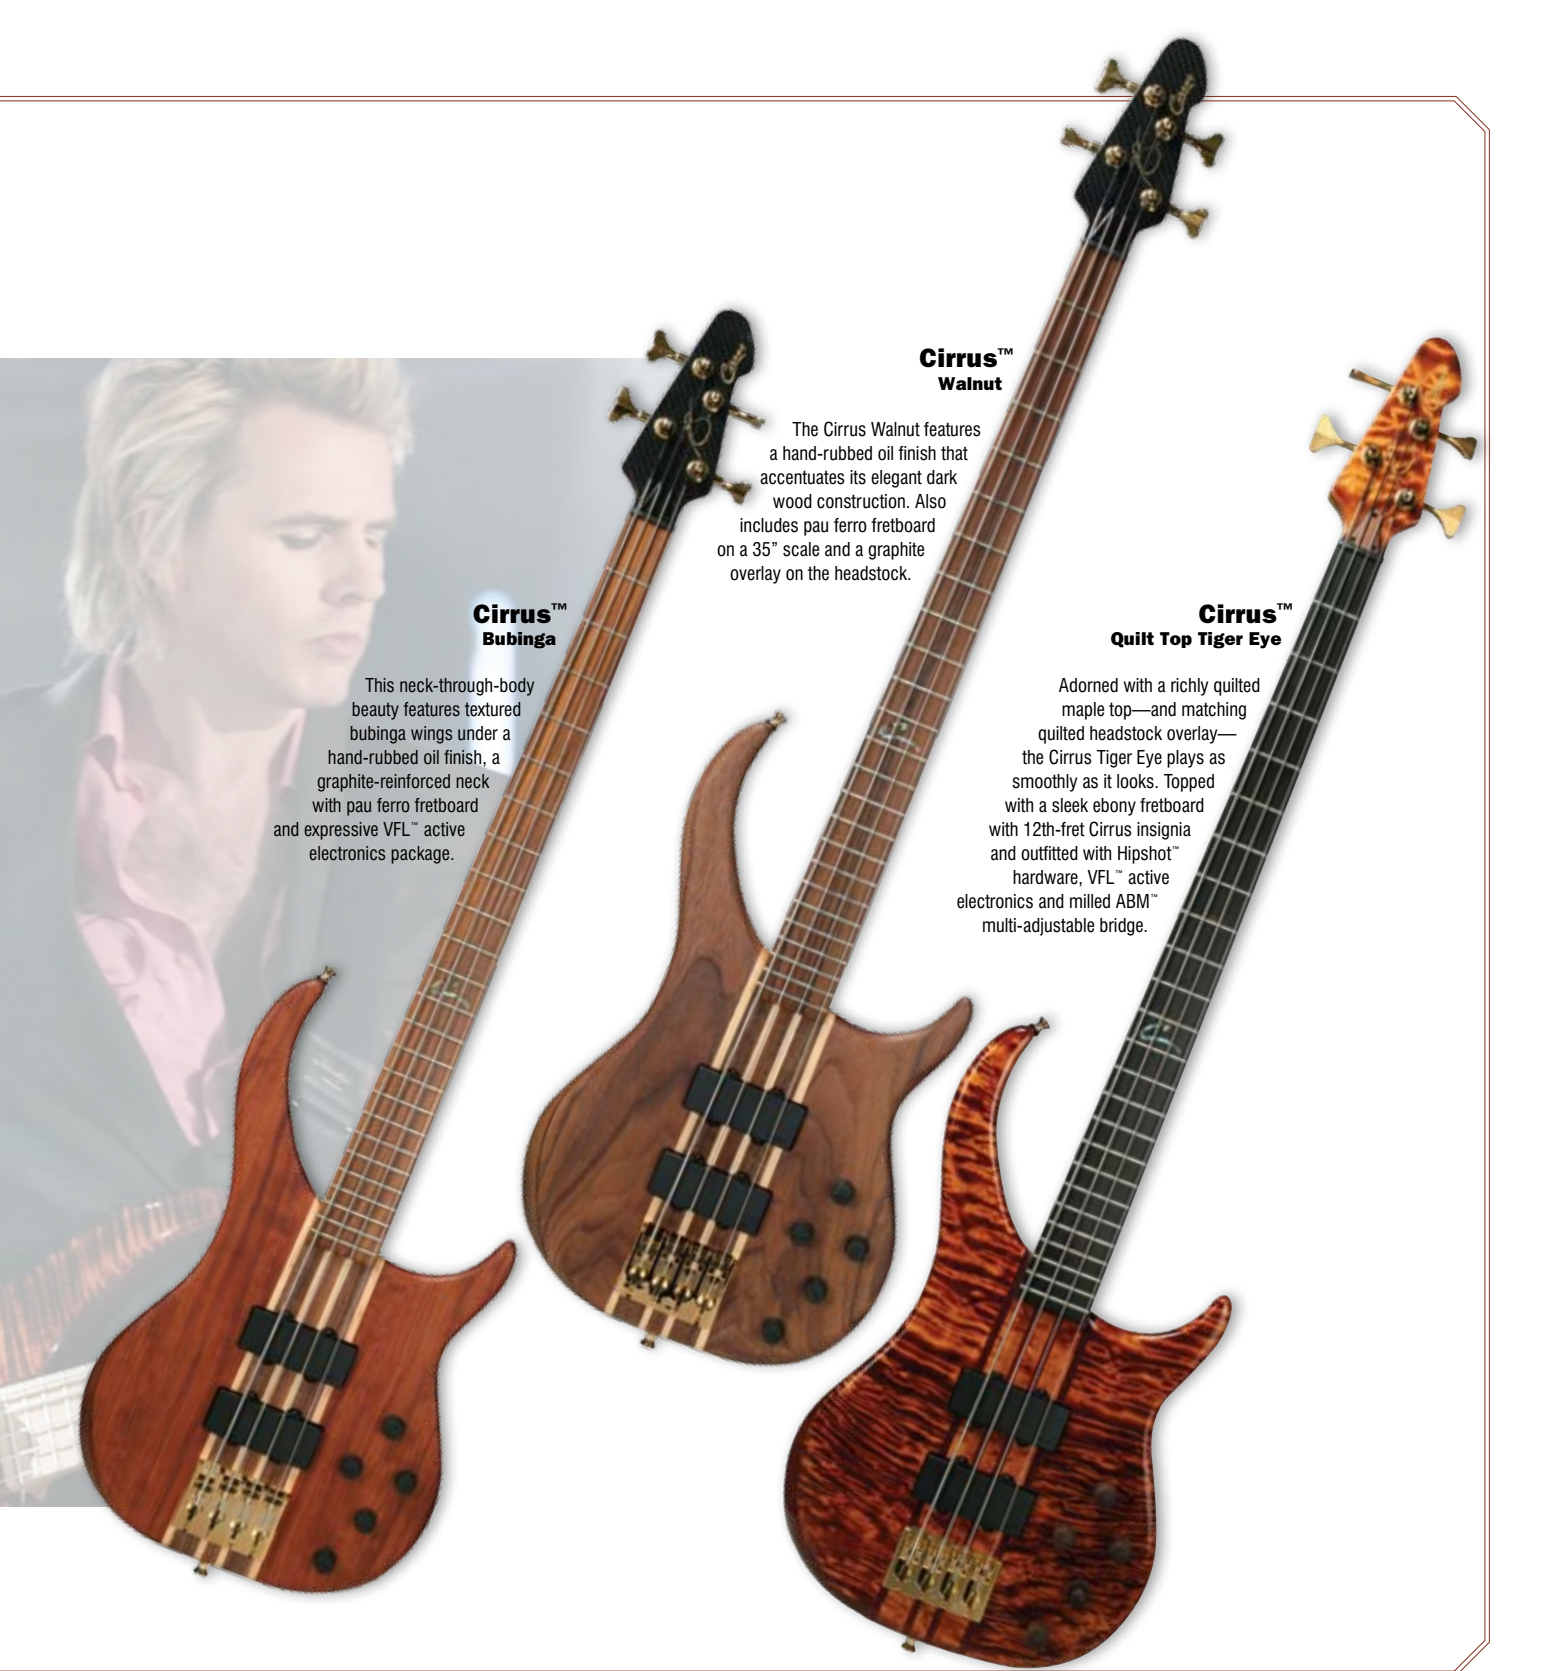 Cirrus™
Walnut
The Cirrus Walnut features
a hand-rubbed oil finish that
accentuates its elegant dark
wood construction. Also
includes pau ferro fretboard
on a 35” scale and a graphite
overlay on the headstock.
Cirrus™
Bubinga
This neck-through-body
beauty features textured
bubinga wings under a
hand-rubbed oil finish, a
graphite-reinforced neck
with pau ferro fretboard
and expressive VFL™ active
electronics package.
Cirrus™
Quilt Top Tiger Eye
Adorned with a richly quilted
maple top—and matching
quilted headstock overlay—
the Cirrus Tiger Eye plays as
smoothly as it looks. Topped
with a sleek ebony fretboard
with 12th-fret Cirrus insignia
and outfitted with Hipshot™
hardware, VFL™ active
electronics and milled ABM™
multi-adjustable bridge.